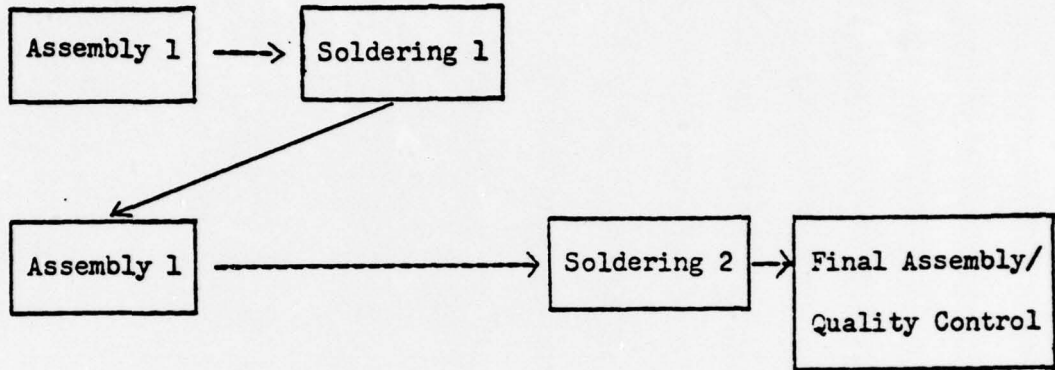 Assembly 1
Soldering 1
Assembly 1
Soldering 2
Final Assembly/
Quality Control